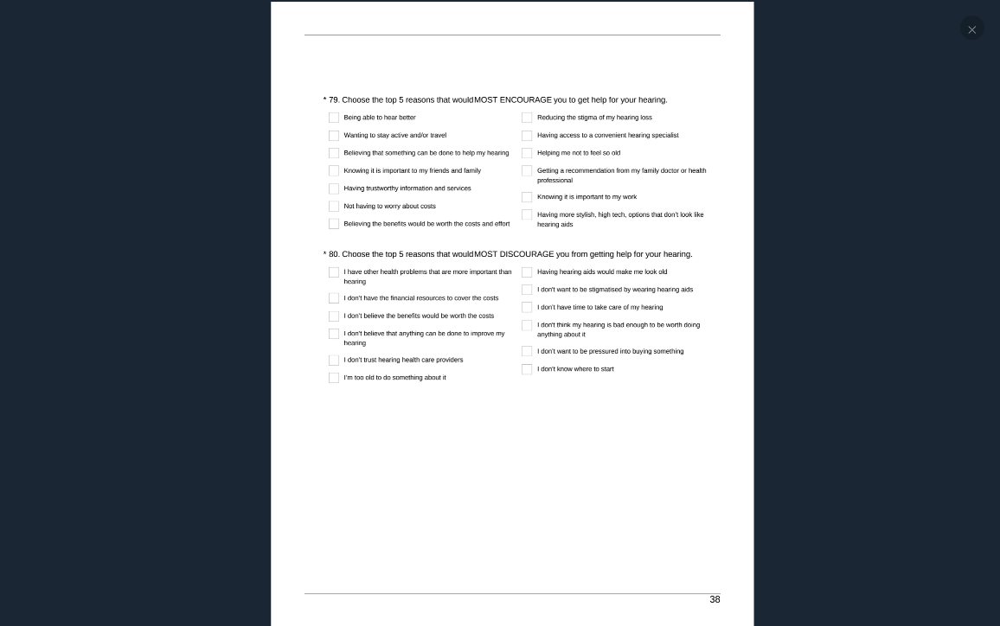 * 79. Choose the top 5 reasons that would MOST ENCOURAGE you to get help for your hearing.
Being able to hear better
Wanting to stay active and/or travel
Believing that something can be done to help my hearing
Knowing it is important to my friends and family
Having trustworthy information and services
Not having to worry about costs
Believing the benefits would be worth the costs and effort
Reducing the stigma of my hearing loss
Having access to a convenient hearing specialist
Helping me not to feel so old
Getting a recommendation from my family doctor or health
professional
Knowing it is important to my work
Having more stylish, high tech, options that don't look like
hearing aids
* 80. Choose the top 5 reasons that would MOST DISCOURAGE you from getting help for your hearing.
I have other health problems that are more important than
hearing
I don't have the financial resources to cover the costs
I don't believe the benefits would be worth the costs
I don't believe that anything can be done to improve my
hearing
I don't trust hearing health care providers
I'm too old to do something about it
Having hearing aids would make me look old
I don't want to be stigmatised by wearing hearing aids
I don't have time to take care of my hearing
I don't think my hearing is bad enough to be worth doing
anything about it
I don't want to be pressured into buying something
I don't know where to start
38